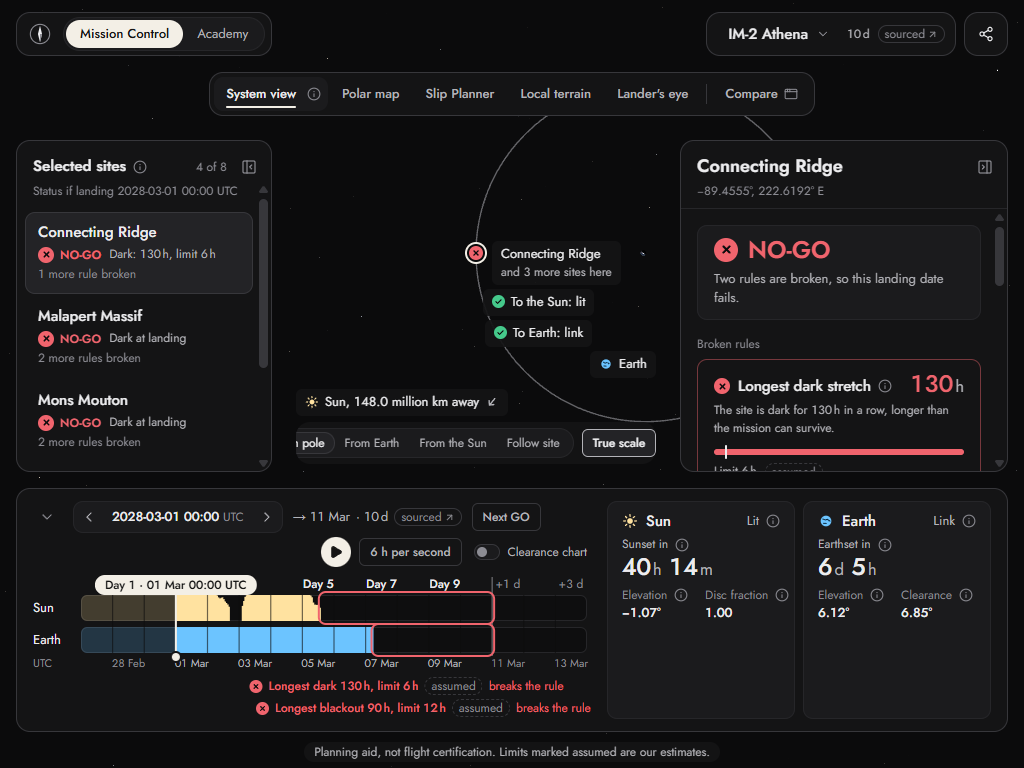 Mission Control
Academy
IM-2 Athena
10d
sourced ↗
System view
Polar map
Slip Planner
Local terrain
Lander's eye
Compare
Selected sites
4 of 8
Status if landing 2028-03-01 00:00 UTC
Connecting Ridge
NO-GO Dark: 130h, limit 6h
1 more rule broken
Malapert Massif
NO-GO Dark at landing
2 more rules broken
Mons Mouton
NO-GO Dark at landing
2 more rules broken
Connecting Ridge
and 3 more sites here
To the Sun: lit
To Earth: link
Earth
Sun, 148.0 million km away ↙
pole
From Earth
From the Sun
Follow site
True scale
Connecting Ridge
−89.4555°, 222.6192° E
NO-GO
Two rules are broken, so this landing date
fails.
Broken rules
Longest dark stretch 130h
The site is dark for 130h in a row, longer than
the mission can survive.
Limit 6h assumed
2028-03-01 00:00 UTC
→ 11 Mar · 10d sourced ↗
Next GO
6 h per second
Clearance chart
Day 1 · 01 Mar 00:00 UTC
Day 5
Day 7
Day 9
+1 d
+3 d
Sun
Earth
UTC
28 Feb
01 Mar
03 Mar
05 Mar
07 Mar
09 Mar
11 Mar
13 Mar
Longest dark 130h, limit 6h assumed breaks the rule
Longest blackout 90h, limit 12h assumed breaks the rule
Sun
Lit
Sunset in
40h 14m
Elevation
Disc fraction
−1.07°
1.00
Earth
Link
Earthset in
6d 5h
Elevation
Clearance
6.12°
6.85°
Planning aid, not flight certification. Limits marked assumed are our estimates.